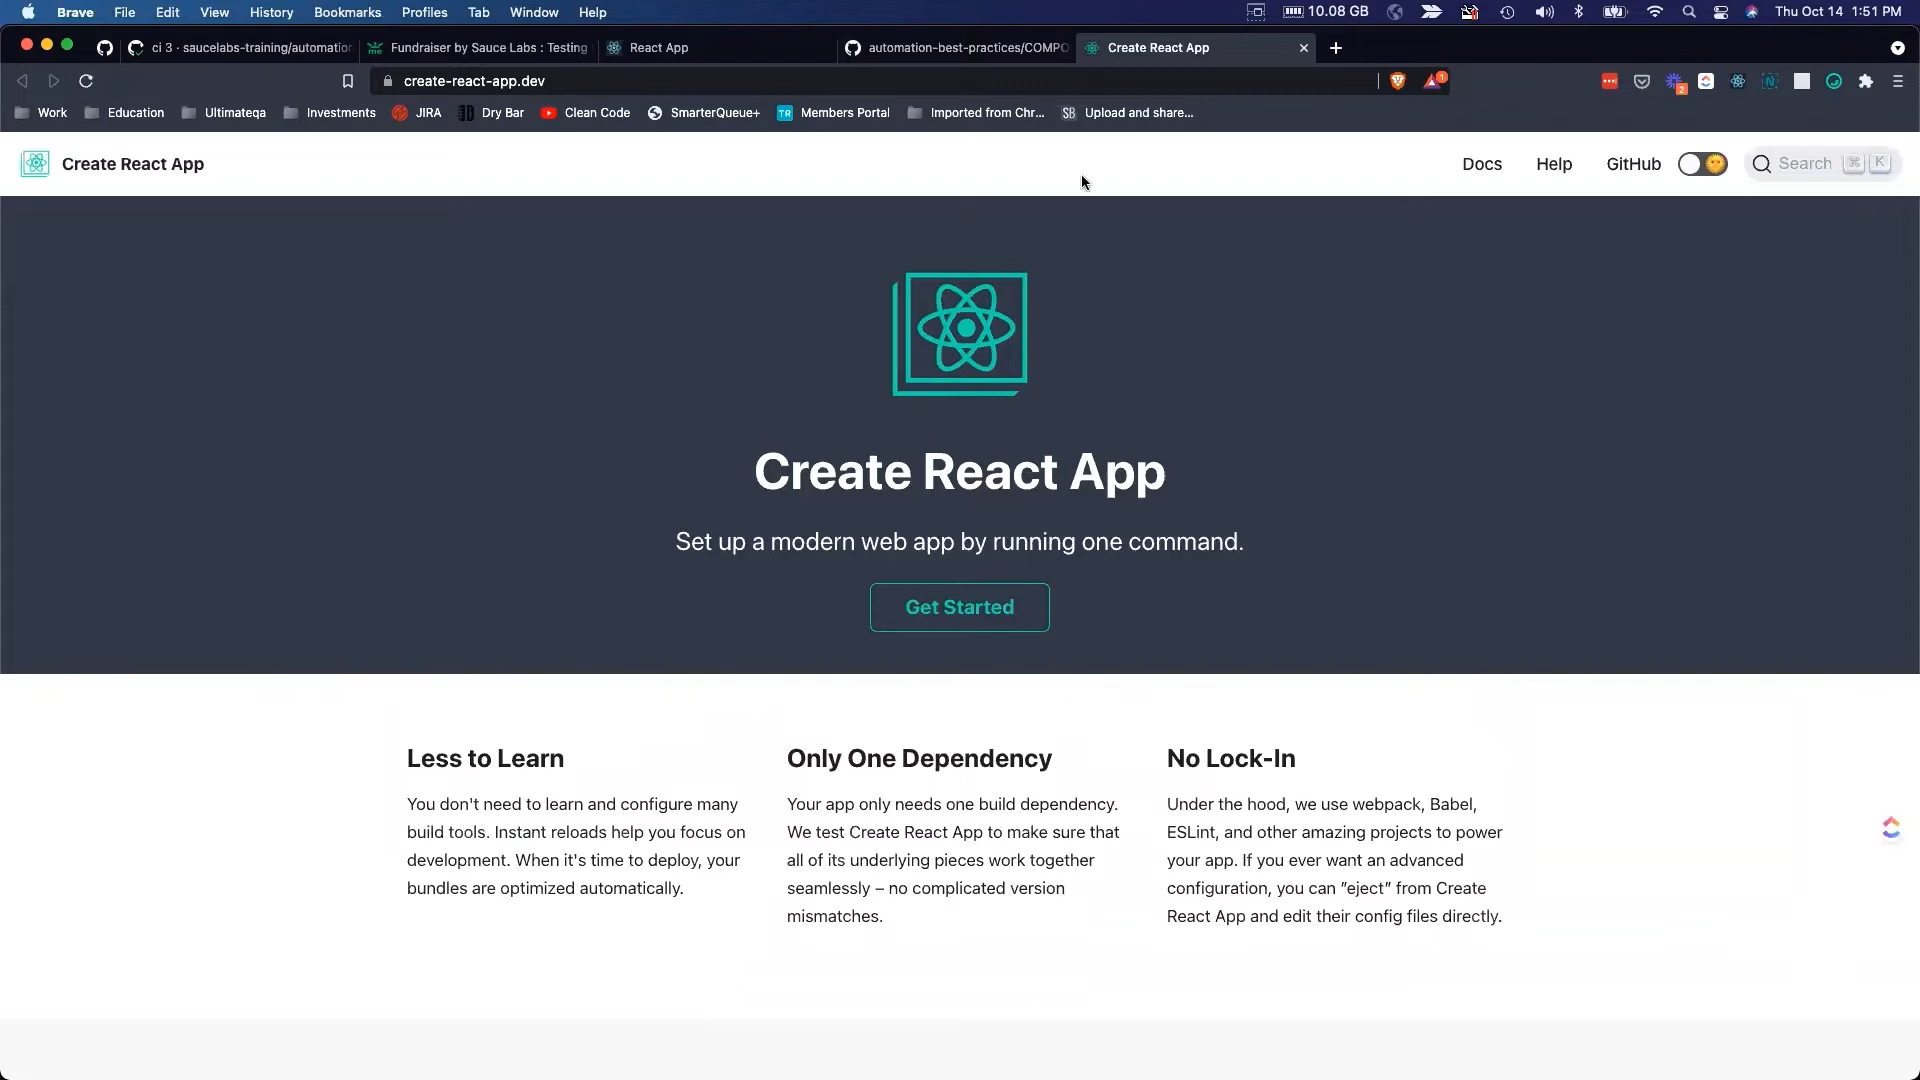 Brave File Edit View History Bookmarks Profiles Tab Window Help 10.08 GB Thu Oct 14 1:51 PM
ci 3 · saucelabs-training/automation Fundraiser by Sauce Labs : Testing React App automation-best-practices/COMPO Create React App
create-react-app.dev 1 2
Work Education Ultimateqa Investments JIRA Dry Bar Clean Code SmarterQueue+ TR Members Portal Imported from Chr... SB Upload and share...
Create React App Docs Help GitHub Search ⌘ K
Create React App
Set up a modern web app by running one command.
Get Started
Less to Learn
You don't need to learn and configure many
build tools. Instant reloads help you focus on
development. When it's time to deploy, your
bundles are optimized automatically.
Only One Dependency
Your app only needs one build dependency.
We test Create React App to make sure that
all of its underlying pieces work together
seamlessly – no complicated version
mismatches.
No Lock-In
Under the hood, we use webpack, Babel,
ESLint, and other amazing projects to power
your app. If you ever want an advanced
configuration, you can ”eject” from Create
React App and edit their config files directly.